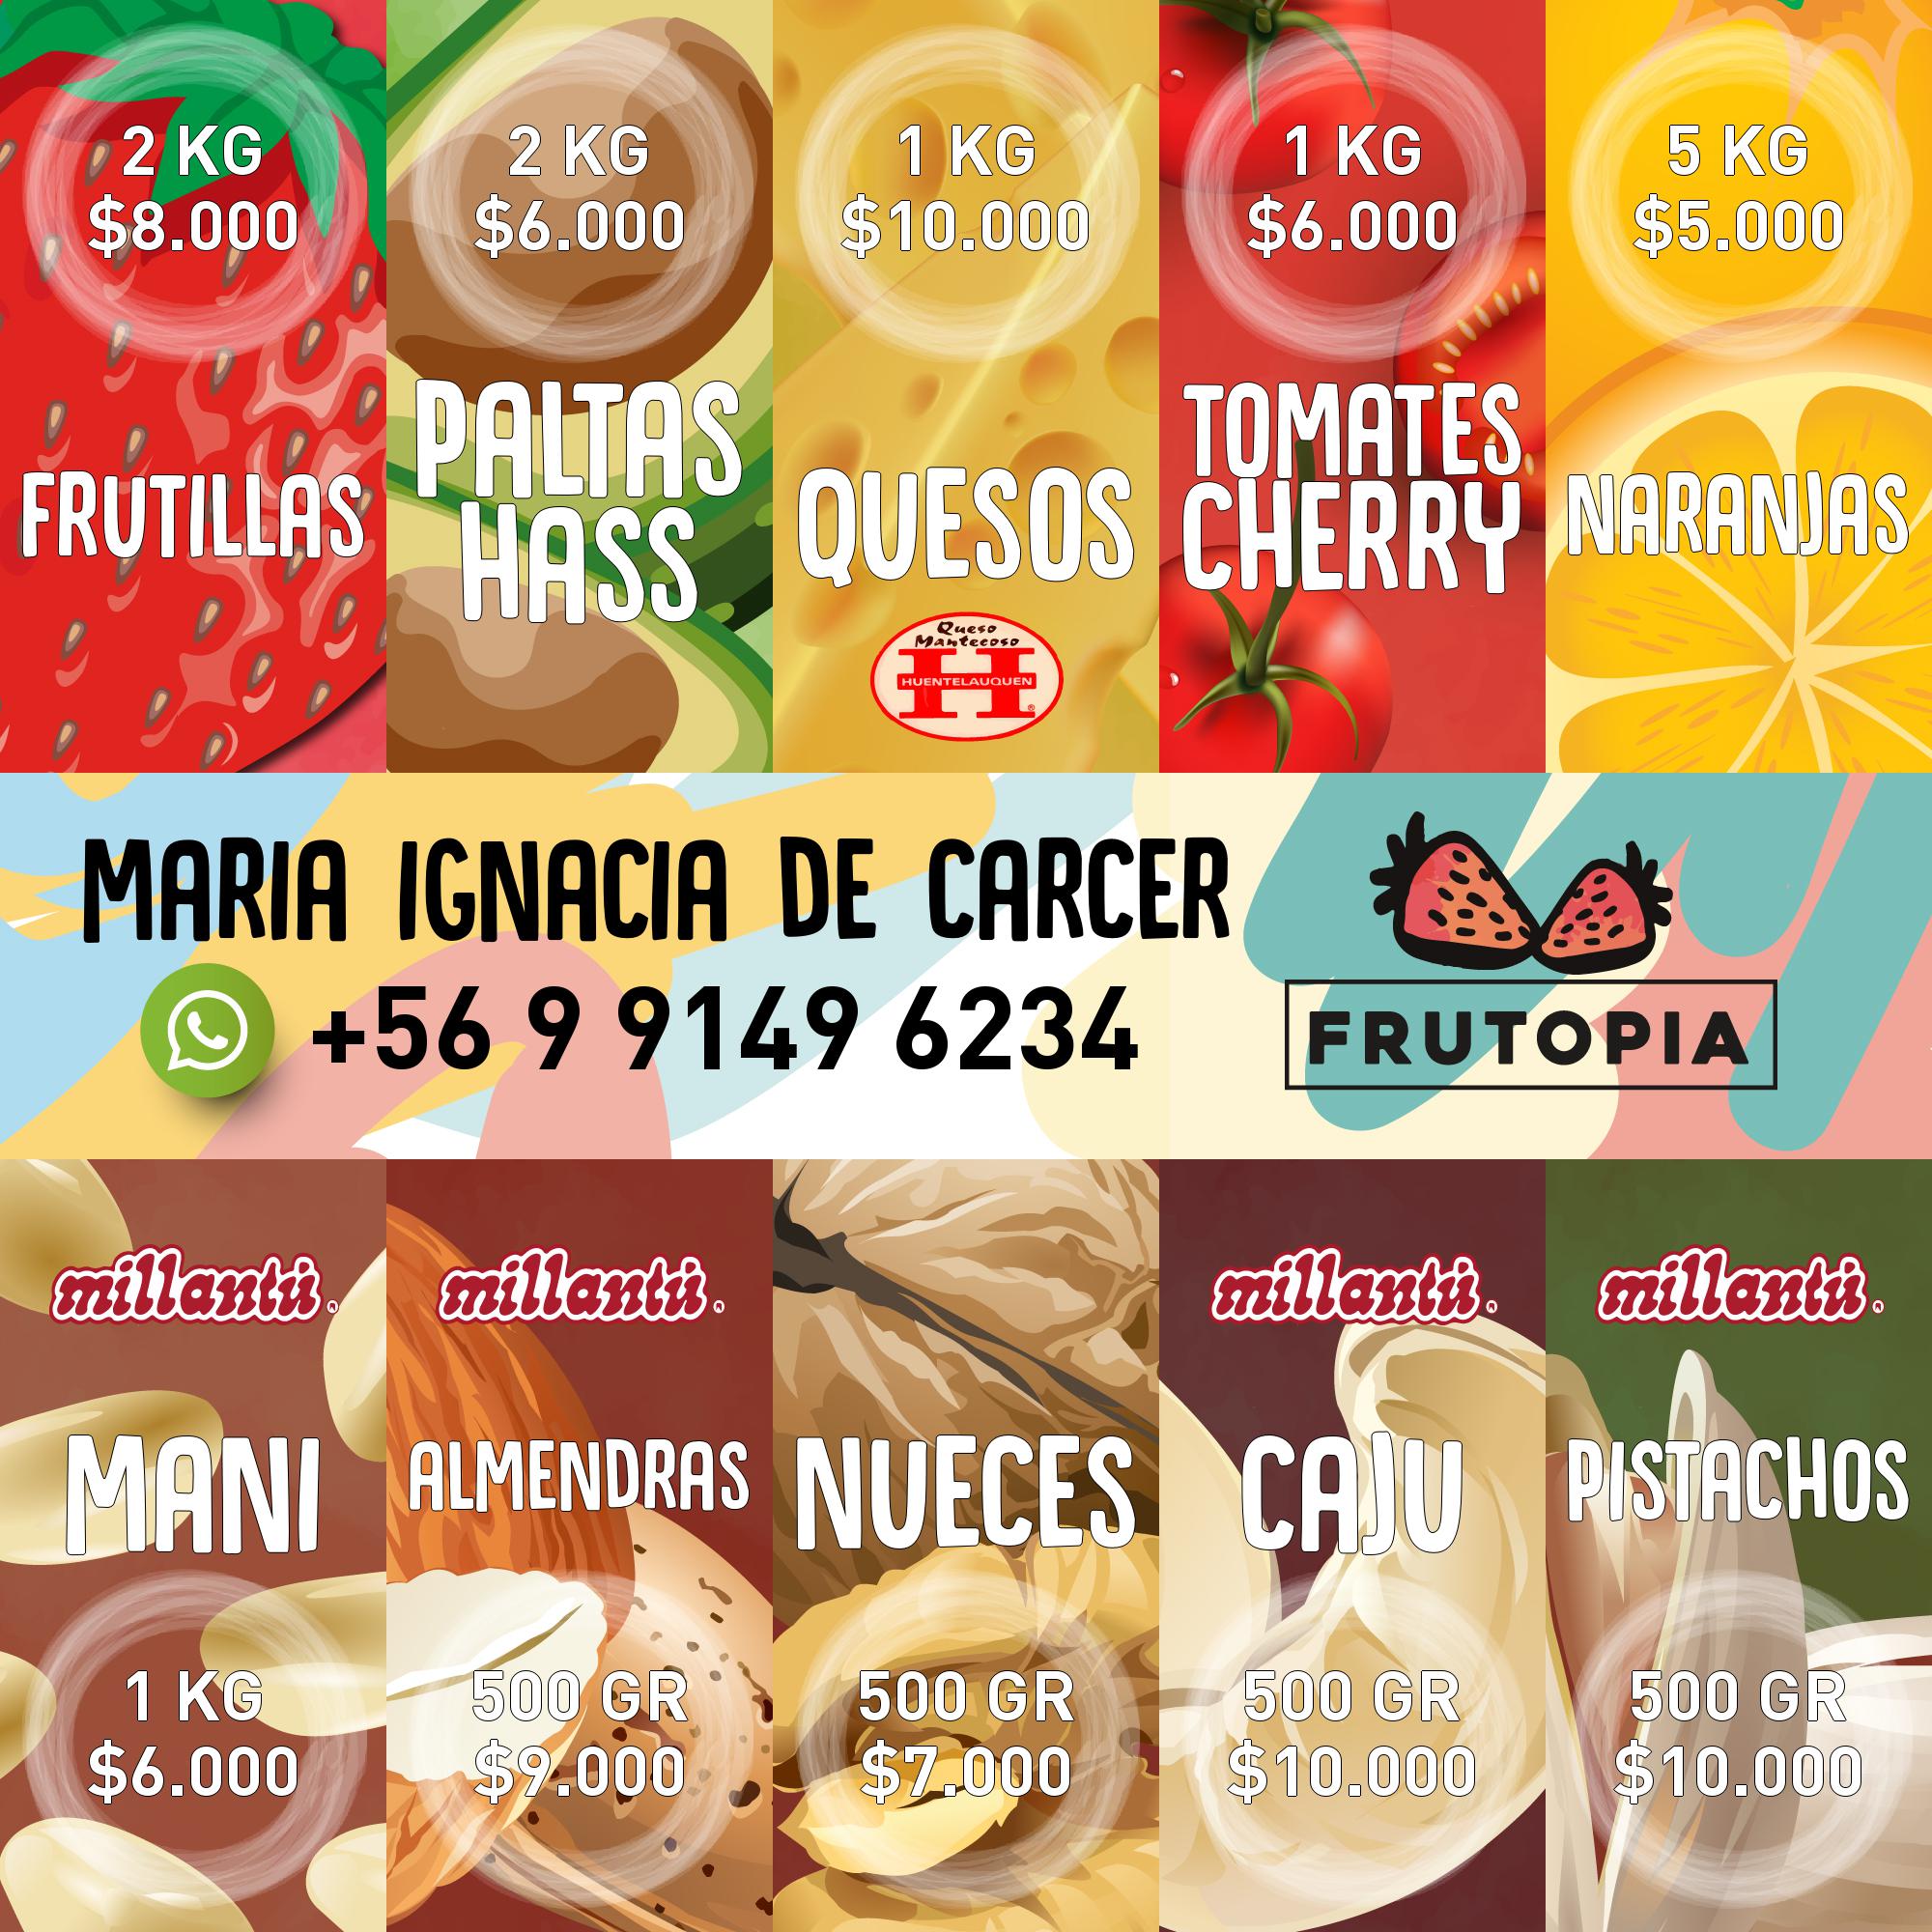 2 KG
$8.000
FRUTILLAS
2 KG
$6.000
PALTAS
HASS
1 KG
$10.000
QUESOS
Queso
Mantecoso
H
HUENTELAUQUEN
®
1 KG
$6.000
TOMATES
CHERRY
5 KG
$5.000
NARANJAS
MARIA IGNACIA DE CARCER
+56 9 9149 6234
FRUTOPIA
millantú®
MANI
1 KG
$6.000
millantú®
ALMENDRAS
500 GR
$9.000
NUECES
500 GR
$7.000
millantú®
CAJU
500 GR
$10.000
millantú®
PISTACHOS
500 GR
$10.000